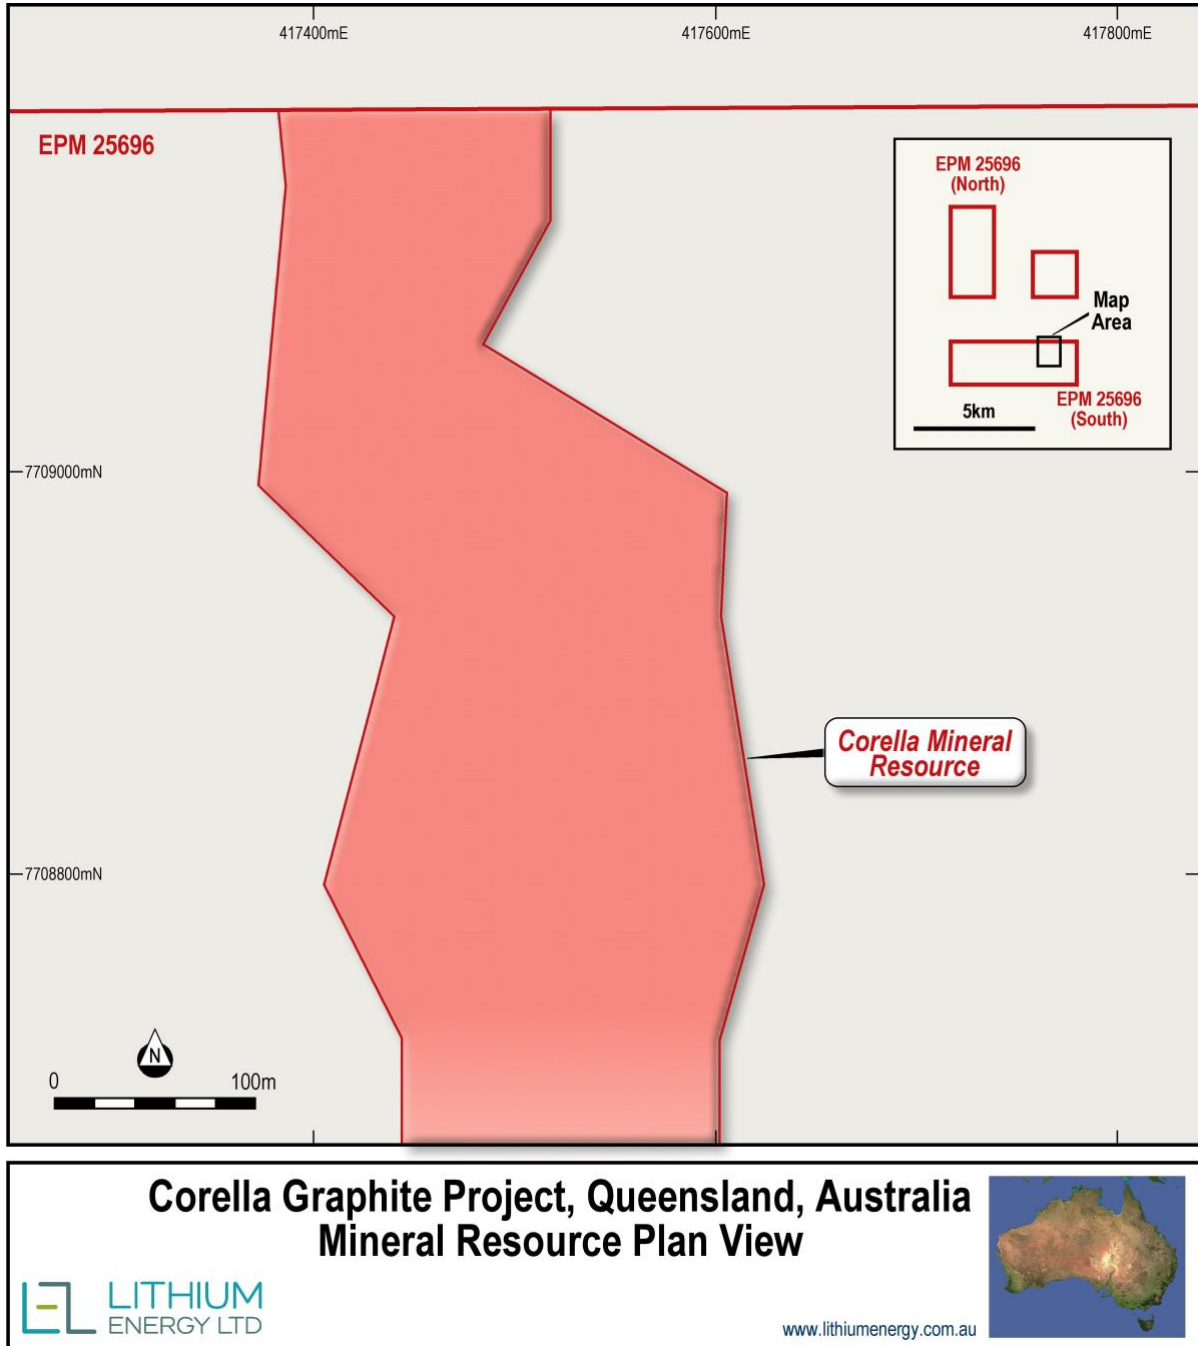 417400mE
417600mE
417800mE
EPM 25696
EPM 25696
(North)
Map
Area
EPM 25696
(South)
5km
7709000mN
Corella Mineral
Resource
7708800mN
N
0
100m
Corella Graphite Project, Queensland, Australia
Mineral Resource Plan View
LEL
LITHIUM
ENERGY LTD
www.lithiumenergy.com.au